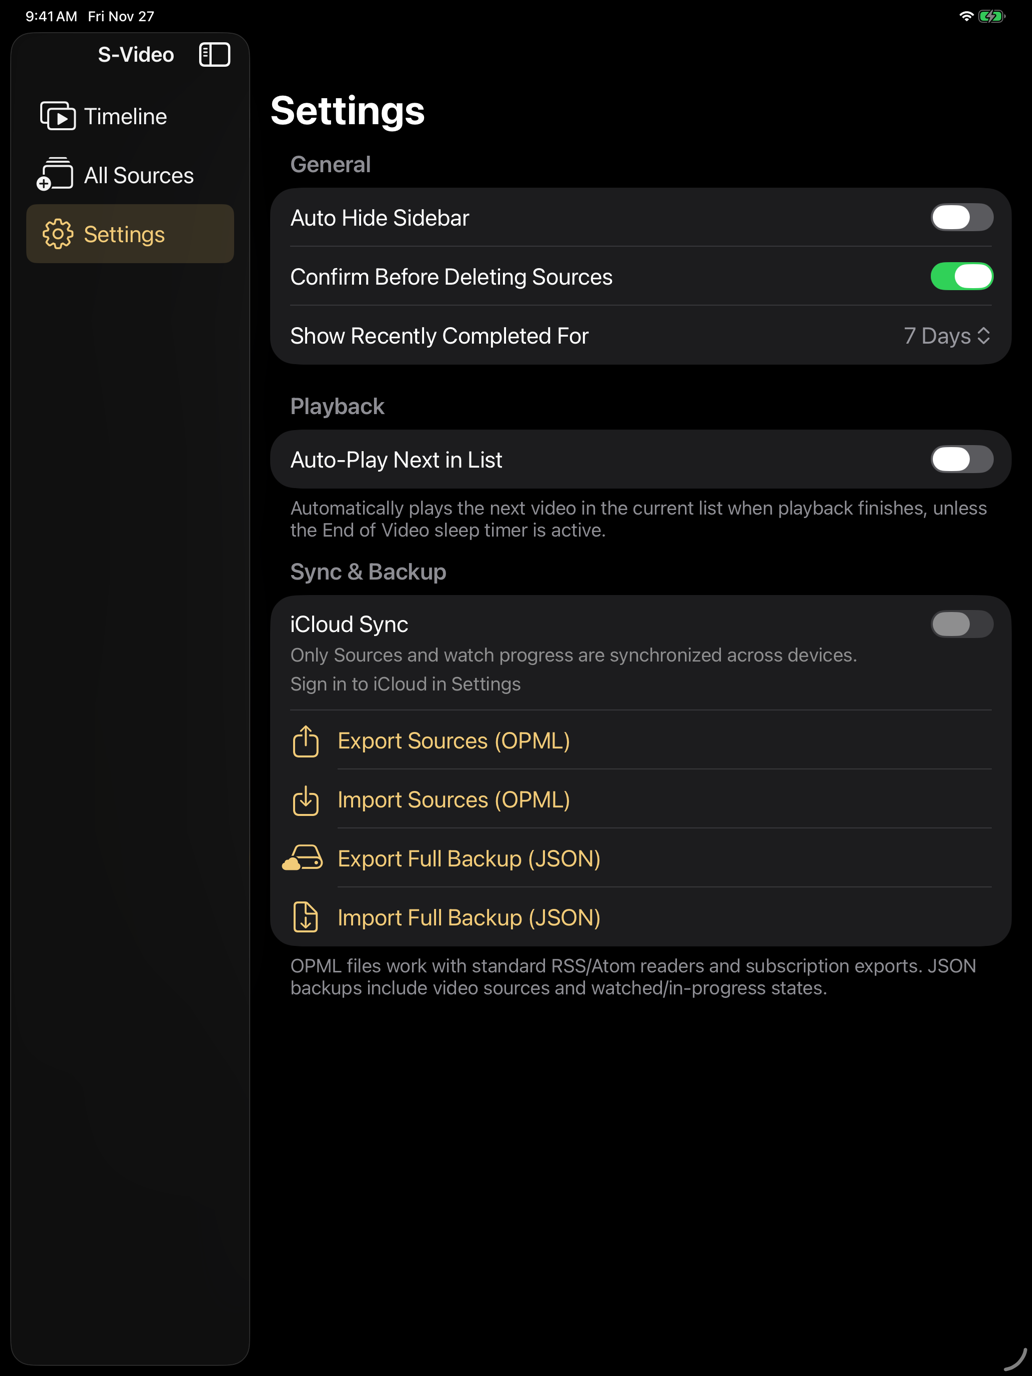 9:41 AM Fri Nov 27
S-Video
Timeline
All Sources
Settings
Settings
General
Auto Hide Sidebar
Confirm Before Deleting Sources
Show Recently Completed For
7 Days
Playback
Auto-Play Next in List
Automatically plays the next video in the current list when playback finishes, unless
the End of Video sleep timer is active.
Sync & Backup
iCloud Sync
Only Sources and watch progress are synchronized across devices.
Sign in to iCloud in Settings
Export Sources (OPML)
Import Sources (OPML)
Export Full Backup (JSON)
Import Full Backup (JSON)
OPML files work with standard RSS/Atom readers and subscription exports. JSON
backups include video sources and watched/in-progress states.